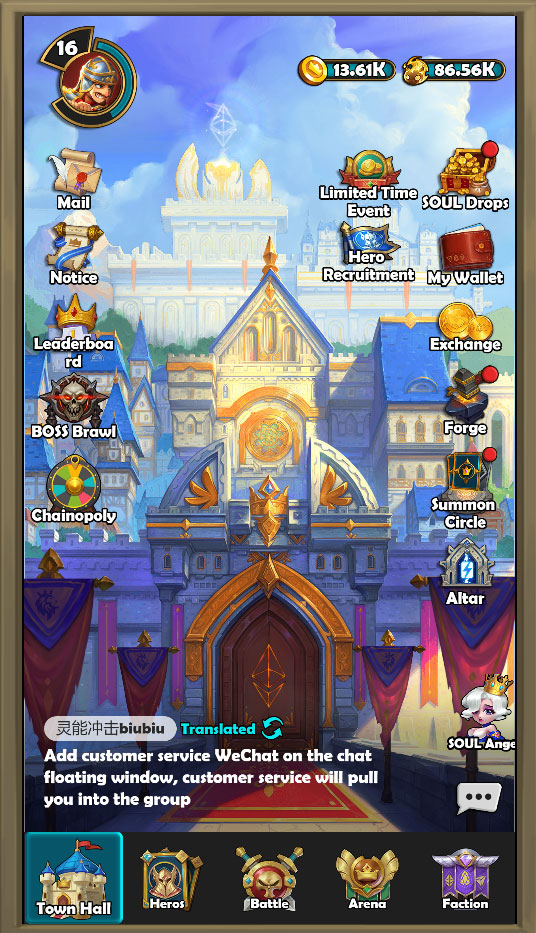 16
13.61K
86.56K
Mail
Limited Time
Event
SOUL Drops
Notice
Hero
Recruitment
My Wallet
Leaderboa
rd
Exchange
BOSS Brawl
Forge
Chainopoly
Summon
Circle
Altar
灵能冲击biubiu
Translated
SOUL Ange
Add customer service WeChat on the chat
floating window, customer service will pull
you into the group
Town Hall
Heros
Battle
Arena
Faction